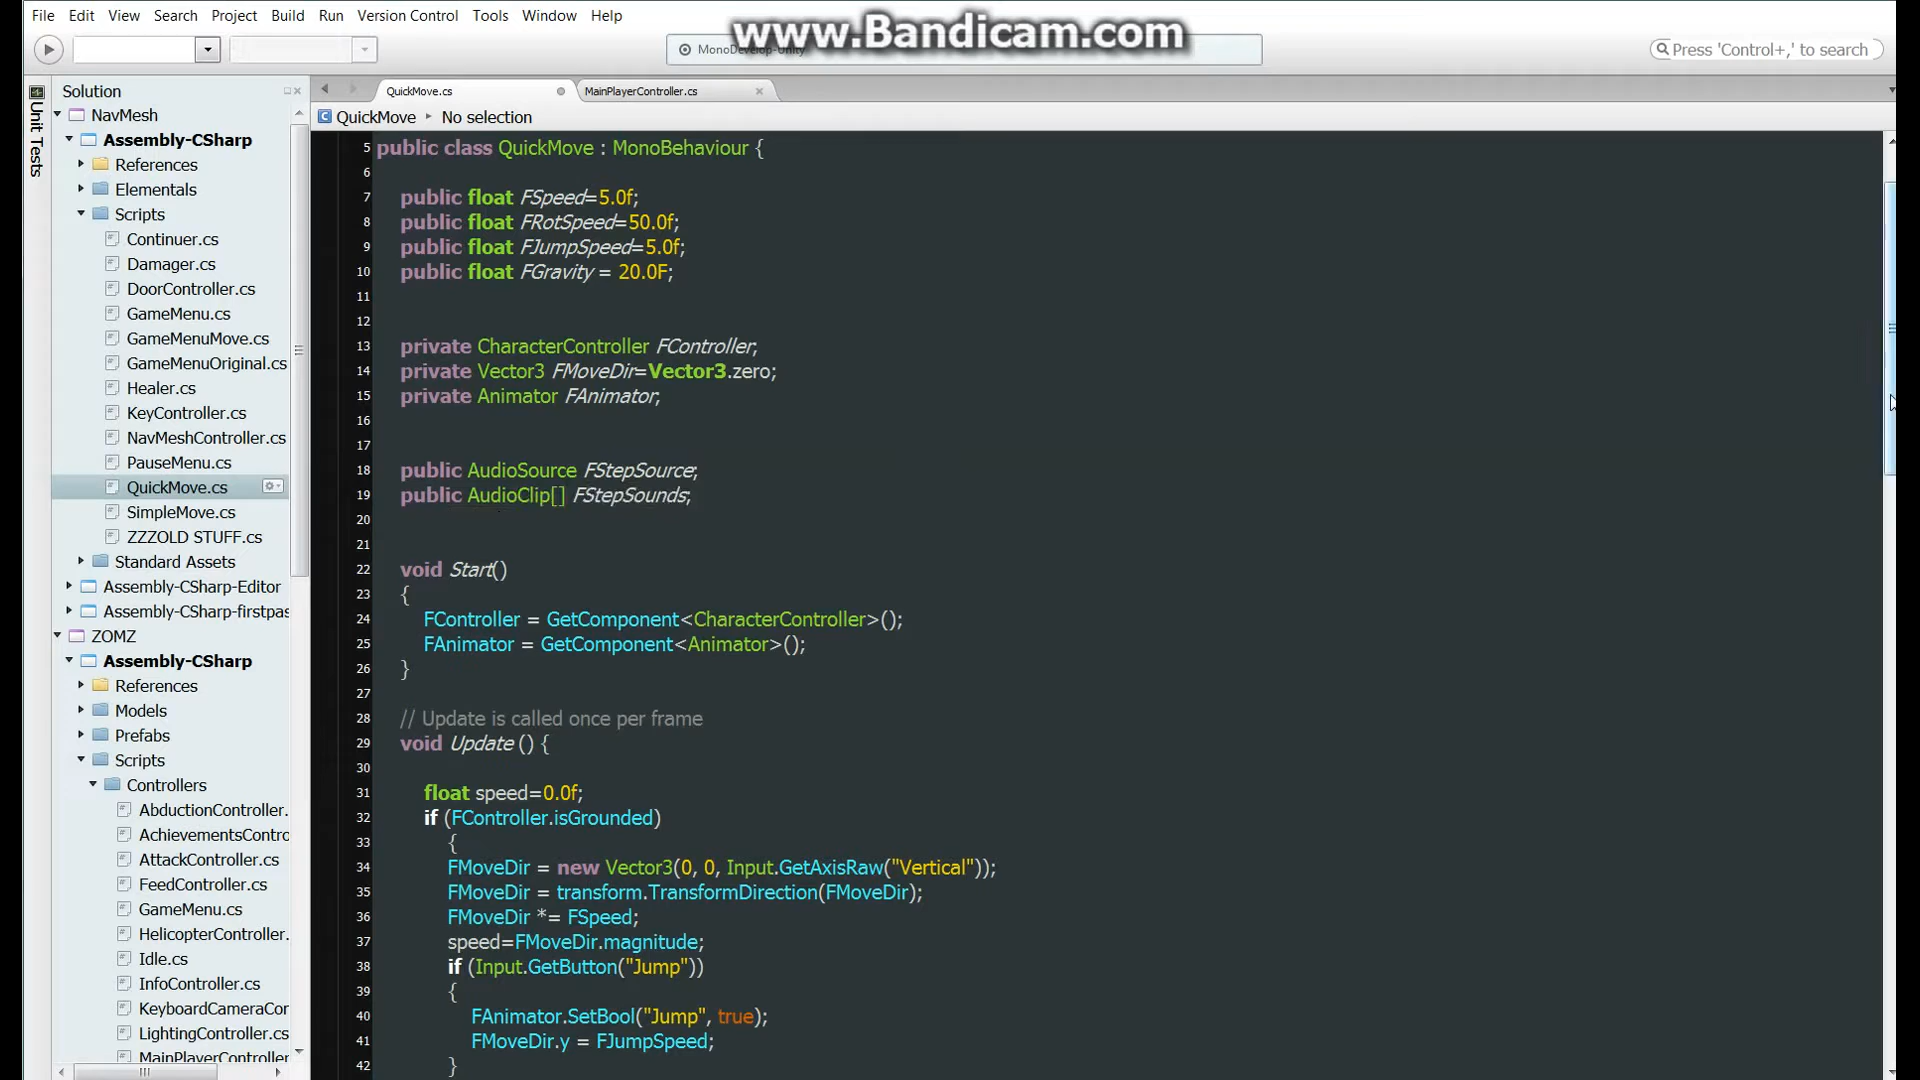 File Edit View Search Project Build Run Version Control Tools Window Help
www.Bandicam.com
MonoDevelop-Unity
Press 'Control+,' to search
Unit Tests
Solution
NavMesh
Assembly-CSharp
References
Elementals
Scripts
Continuer.cs
Damager.cs
DoorController.cs
GameMenu.cs
GameMenuMove.cs
GameMenuOriginal.cs
Healer.cs
KeyController.cs
NavMeshController.cs
PauseMenu.cs
QuickMove.cs
SimpleMove.cs
ZZZOLD STUFF.cs
Standard Assets
Assembly-CSharp-Editor
Assembly-CSharp-firstpas
ZOMZ
Assembly-CSharp
References
Models
Prefabs
Scripts
Controllers
AbductionController.
AchievementsContro
AttackController.cs
FeedController.cs
GameMenu.cs
HelicopterController.
Idle.cs
InfoController.cs
KeyboardCameraCor
LightingController.cs
MainPlayerController
QuickMove.cs MainPlayerController.cs
QuickMove No selection
5 public class QuickMove : MonoBehaviour {
6
7 public float FSpeed=5.0f;
8 public float FRotSpeed=50.0f;
9 public float FJumpSpeed=5.0f;
10 public float FGravity = 20.0F;
11
12
13 private CharacterController FController;
14 private Vector3 FMoveDir=Vector3.zero;
15 private Animator FAnimator;
16
17
18 public AudioSource FStepSource;
19 public AudioClip[] FStepSounds;
20
21
22 void Start()
23 {
24 FController = GetComponent<CharacterController>();
25 FAnimator = GetComponent<Animator>();
26 }
27
28 // Update is called once per frame
29 void Update () {
30
31 float speed=0.0f;
32 if (FController.isGrounded)
33 {
34 FMoveDir = new Vector3(0, 0, Input.GetAxisRaw("Vertical"));
35 FMoveDir = transform.TransformDirection(FMoveDir);
36 FMoveDir *= FSpeed;
37 speed=FMoveDir.magnitude;
38 if (Input.GetButton("Jump"))
39 {
40 FAnimator.SetBool("Jump", true);
41 FMoveDir.y = FJumpSpeed;
42 }